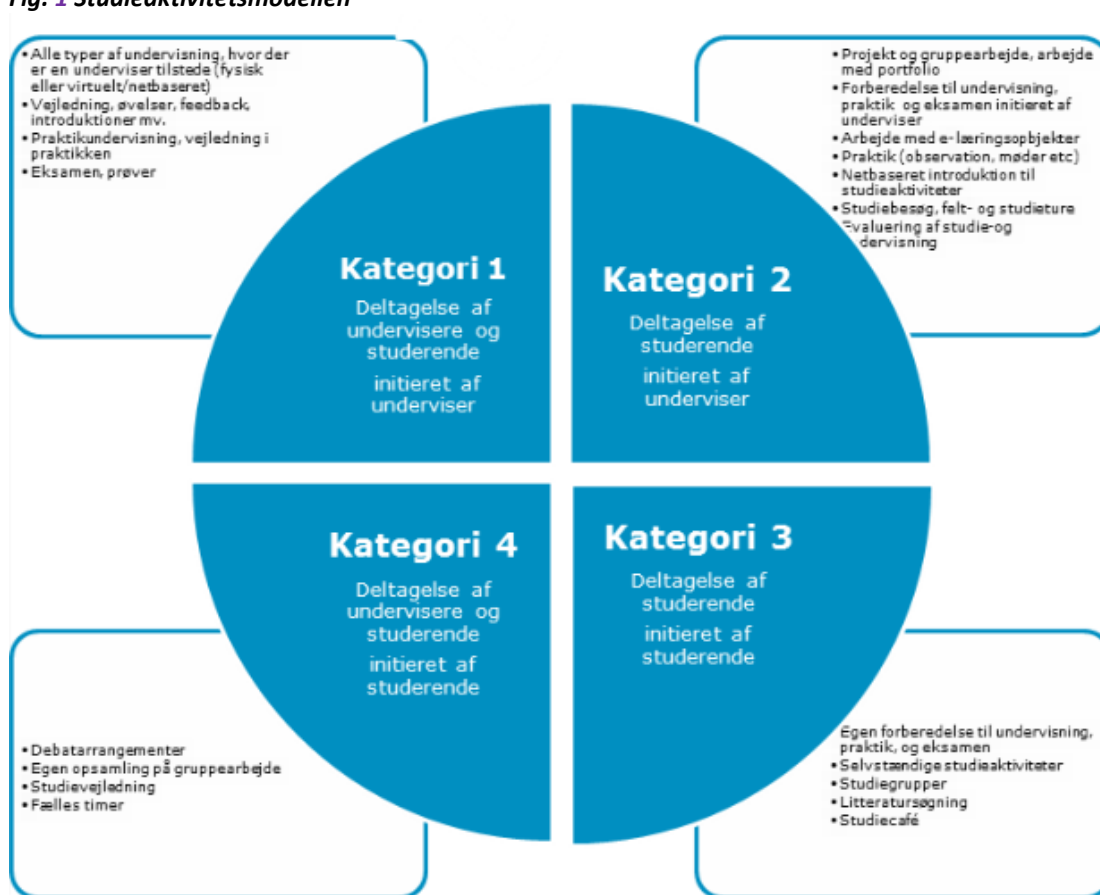 Fig. 1 Studieaktivitetsmodellen
• Alle typer af undervisning, hvor der
er en underviser tilstede (fysisk
eller virtuelt/netbaseret)
• Vejledning, øvelser, feedback,
introduktioner mv.
• Praktikundervisning, vejledning i
praktikken
• Eksamen, prøver
• Projekt og gruppearbejde, arbejde
med portfolio
• Forberedelse til undervisning,
praktik og eksamen initieret af
underviser
• Arbejde med e-læringsobjekter
• Praktik (observation, møder etc)
• Netbaseret introduktion til
studieaktiviteter
• Studiebesøg, felt- og studieture
Evaluering af studie-og
dervisning
Kategori 1
Deltagelse af
undervisere og
studerende
initieret af
underviser
Kategori 2
Deltagelse af
studerende
initieret af
underviser
Kategori 4
Deltagelse af
undervisere og
studerende
initieret af
studerende
Kategori 3
Deltagelse af
studerende
initieret af
studerende
• Debatarrangementer
• Egen opsamling på gruppearbejde
• Studievejledning
• Fælles timer
Egen forberedelse til undervisning,
praktik, og eksamen
• Selvstændige studieaktiviteter
• Studiegrupper
• Litteratursøgning
• Studiecafé